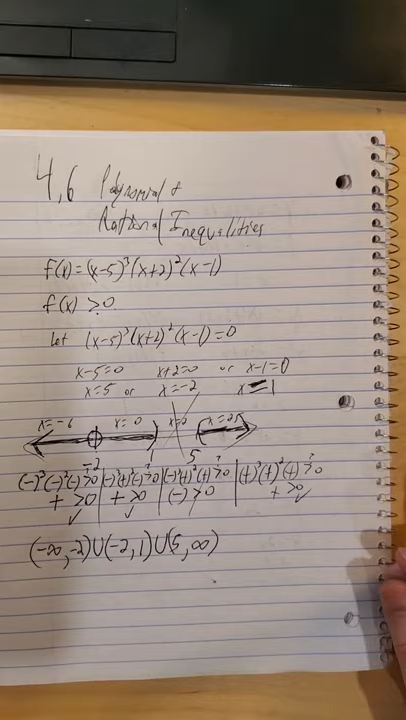 4.6 Polynomial &
Rational Inequalities
f(x) = (x-5)³(x+2)²(x-1)
f(x) > 0
Let (x-5)³(x+2)²(x-1)=0
x-5=0 x+2=0 or x-1=0
x=5 or x=-2 x=1
x=-6 x=0 x=2 x=25
-2 1 5
(-)³(-)²(-)>0 | (-)³(+)²(-)>0 | (-)³(+)²(+)>0 | (+)³(+)²(+)>0
+ >0 + >0 (-) > 0 + >0
✓ ✓ ✓
(-∞,-2)∪(-2,1)∪(5,∞)